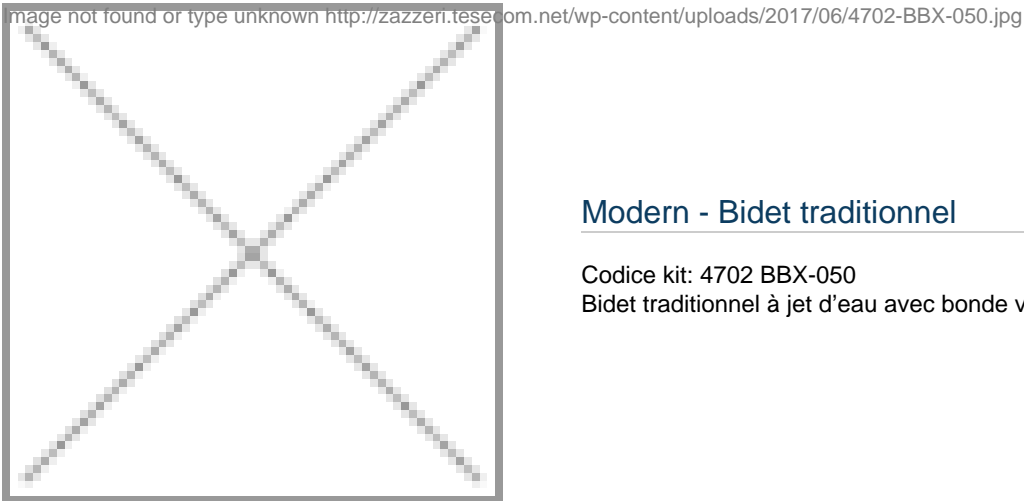 Image not found or type unknown http://zazzeri.tesecom.net/wp-content/uploads/2017/06/4702-BBX-050.jpg
Modern - Bidet traditionnel
Codice kit: 4702 BBX-050
Bidet traditionnel à jet d'eau avec bonde